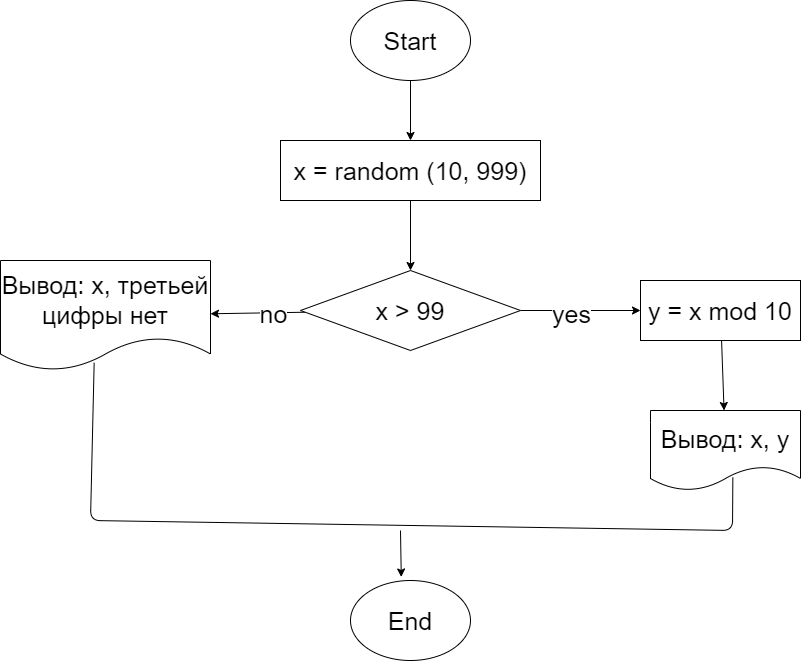 Start
x = random (10, 999)
Вывод: x, третьей
цифры нет
no
x > 99
yes
y = x mod 10
Вывод: x, y
End